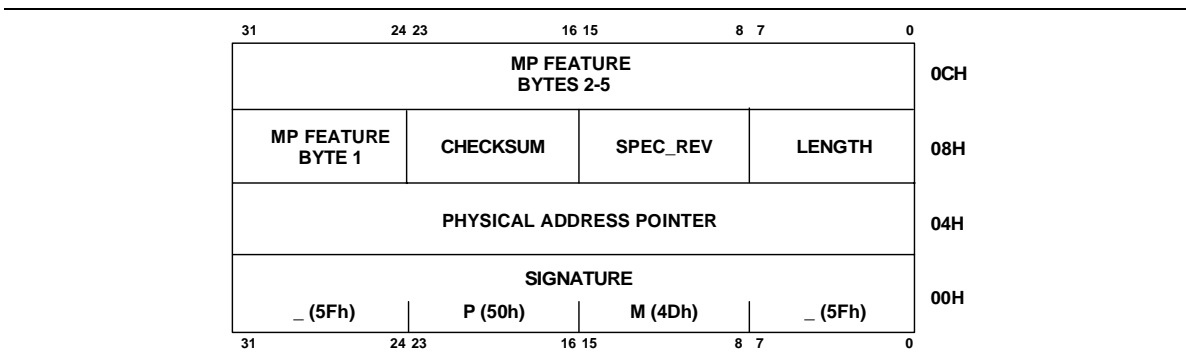 31 24 23 16 15 8 7 0
MP FEATURE
BYTES 2-5
0CH
MP FEATURE
BYTE 1
CHECKSUM
SPEC_REV
LENGTH
08H
PHYSICAL ADDRESS POINTER
04H
SIGNATURE
_ (5Fh) P (50h) M (4Dh) _ (5Fh)
00H
31 24 23 16 15 8 7 0